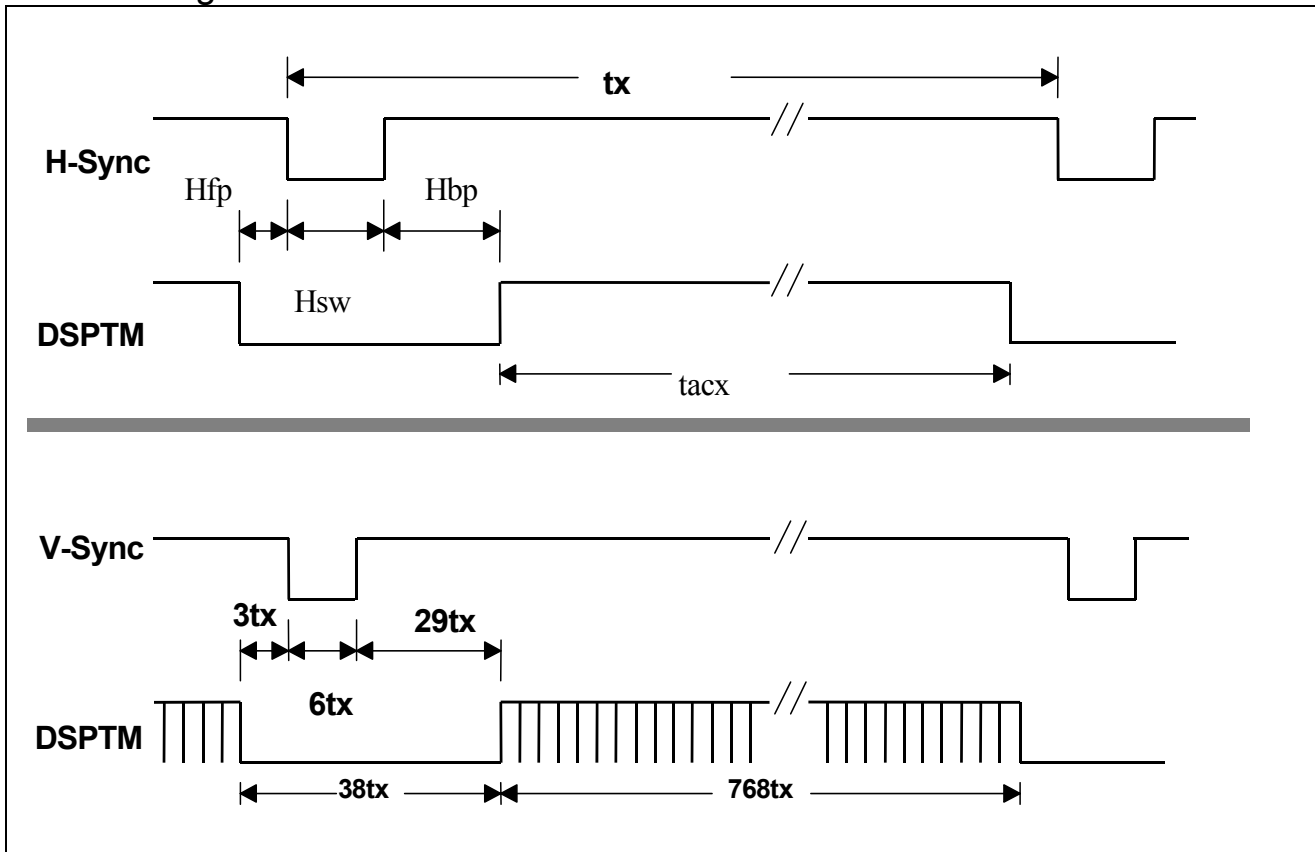 tx
H-Sync
Hfp
Hbp
Hsw
DSPTM
tacx
V-Sync
3tx
29tx
6tx
DSPTM
38tx
768tx